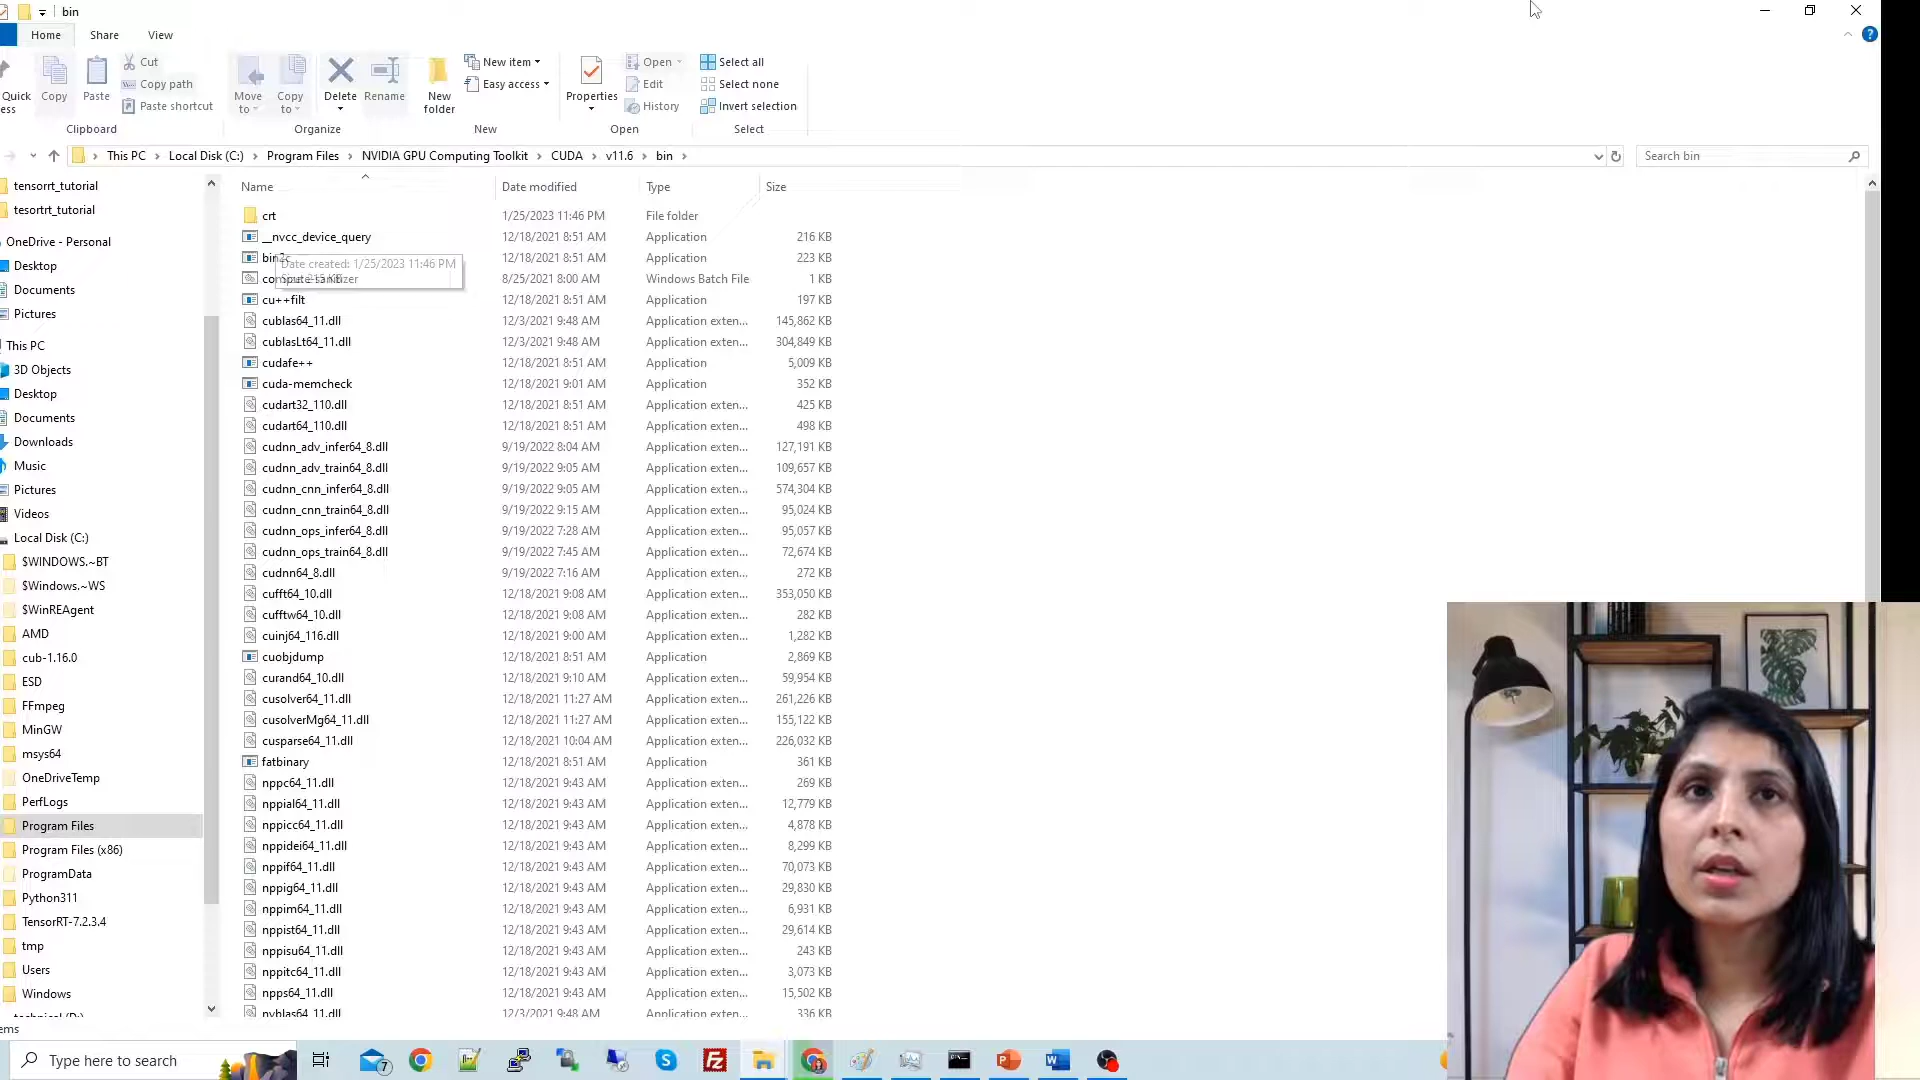 bin
Home Share View
Cut
Copy path
Paste shortcut
Quick
ess
Copy
Paste
Clipboard
Move to
Copy to
Delete
Rename
Organize
New folder
New item
Easy access
New
Properties
Open
Edit
History
Open
Select all
Select none
Invert selection
Select
This PC > Local Disk (C:) > Program Files > NVIDIA GPU Computing Toolkit > CUDA > v11.6 > bin >
Search bin
tensorrt_tutorial
tesortrt_tutorial
OneDrive - Personal
Desktop
Documents
Pictures
This PC
3D Objects
Desktop
Documents
Downloads
Music
Pictures
Videos
Local Disk (C:)
$WINDOWS.~BT
$Windows.~WS
$WinREAgent
AMD
cub-1.16.0
ESD
FFmpeg
MinGW
msys64
OneDriveTemp
PerfLogs
Program Files
Program Files (x86)
ProgramData
Python311
TensorRT-7.2.3.4
tmp
Users
Windows
ems
Name Date modified Type Size
crt 1/25/2023 11:46 PM File folder
__nvcc_device_query 12/18/2021 8:51 AM Application 216 KB
bin2c 12/18/2021 8:51 AM Application 223 KB
Date created: 1/25/2023 11:46 PM
compute-sanitizer 8/25/2021 8:00 AM Windows Batch File 1 KB
cu++filt 12/18/2021 8:51 AM Application 197 KB
cublas64_11.dll 12/3/2021 9:48 AM Application exten... 145,862 KB
cublasLt64_11.dll 12/3/2021 9:48 AM Application exten... 304,849 KB
cudafe++ 12/18/2021 8:51 AM Application 5,009 KB
cuda-memcheck 12/18/2021 9:01 AM Application 352 KB
cudart32_110.dll 12/18/2021 8:51 AM Application exten... 425 KB
cudart64_110.dll 12/18/2021 8:51 AM Application exten... 498 KB
cudnn_adv_infer64_8.dll 9/19/2022 8:04 AM Application exten... 127,191 KB
cudnn_adv_train64_8.dll 9/19/2022 9:05 AM Application exten... 109,657 KB
cudnn_cnn_infer64_8.dll 9/19/2022 9:05 AM Application exten... 574,304 KB
cudnn_cnn_train64_8.dll 9/19/2022 9:15 AM Application exten... 95,024 KB
cudnn_ops_infer64_8.dll 9/19/2022 7:28 AM Application exten... 95,057 KB
cudnn_ops_train64_8.dll 9/19/2022 7:45 AM Application exten... 72,674 KB
cudnn64_8.dll 9/19/2022 7:16 AM Application exten... 272 KB
cufft64_10.dll 12/18/2021 9:08 AM Application exten... 353,050 KB
cufftw64_10.dll 12/18/2021 9:08 AM Application exten... 282 KB
cuinj64_116.dll 12/18/2021 9:00 AM Application exten... 1,282 KB
cuobjdump 12/18/2021 8:51 AM Application 2,869 KB
curand64_10.dll 12/18/2021 9:10 AM Application exten... 59,954 KB
cusolver64_11.dll 12/18/2021 11:27 AM Application exten... 261,226 KB
cusolverMg64_11.dll 12/18/2021 11:27 AM Application exten... 155,122 KB
cusparse64_11.dll 12/18/2021 10:04 AM Application exten... 226,032 KB
fatbinary 12/18/2021 8:51 AM Application 361 KB
nppc64_11.dll 12/18/2021 9:43 AM Application exten... 269 KB
nppial64_11.dll 12/18/2021 9:43 AM Application exten... 12,779 KB
nppicc64_11.dll 12/18/2021 9:43 AM Application exten... 4,878 KB
nppidei64_11.dll 12/18/2021 9:43 AM Application exten... 8,299 KB
nppif64_11.dll 12/18/2021 9:43 AM Application exten... 70,073 KB
nppig64_11.dll 12/18/2021 9:43 AM Application exten... 29,830 KB
nppim64_11.dll 12/18/2021 9:43 AM Application exten... 6,931 KB
nppist64_11.dll 12/18/2021 9:43 AM Application exten... 29,614 KB
nppisu64_11.dll 12/18/2021 9:43 AM Application exten... 243 KB
nppitc64_11.dll 12/18/2021 9:43 AM Application exten... 3,073 KB
npps64_11.dll 12/18/2021 9:43 AM Application exten... 15,502 KB
nvblas64_11.dll 12/3/2021 9:48 AM Application exten... 336 KB
Type here to search
7